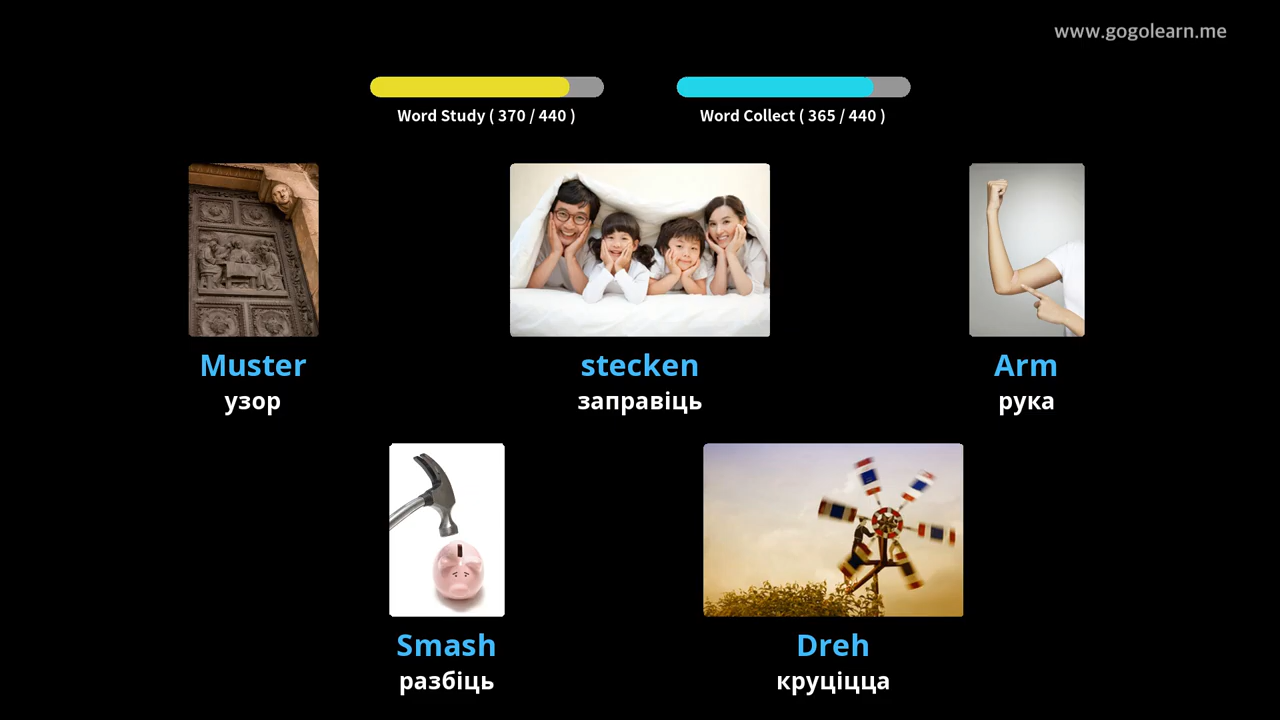 www.gogolearn.me
Word Study ( 370 / 440 )
Word Collect ( 365 / 440 )
Muster
узор
stecken
заправіць
Arm
рука
Smash
разбіць
Dreh
круціцца